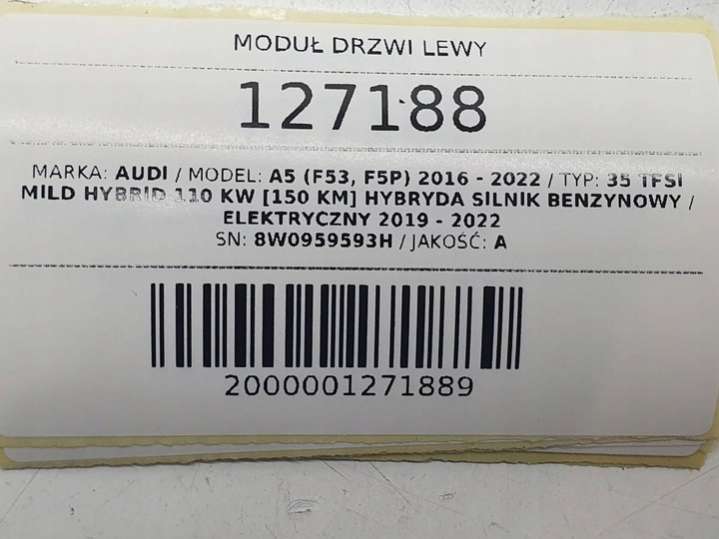 MODUŁ DRZWI LEWY
127188
MARKA: AUDI / MODEL: A5 (F53, F5P) 2016 - 2022 / TYP: 35 TFSI
MILD HYBRID 110 KW [150 KM] HYBRYDA SILNIK BENZYNOWY /
ELEKTRYCZNY 2019 - 2022
SN: 8W0959593H / JAKOŚĆ: A
2000001271889